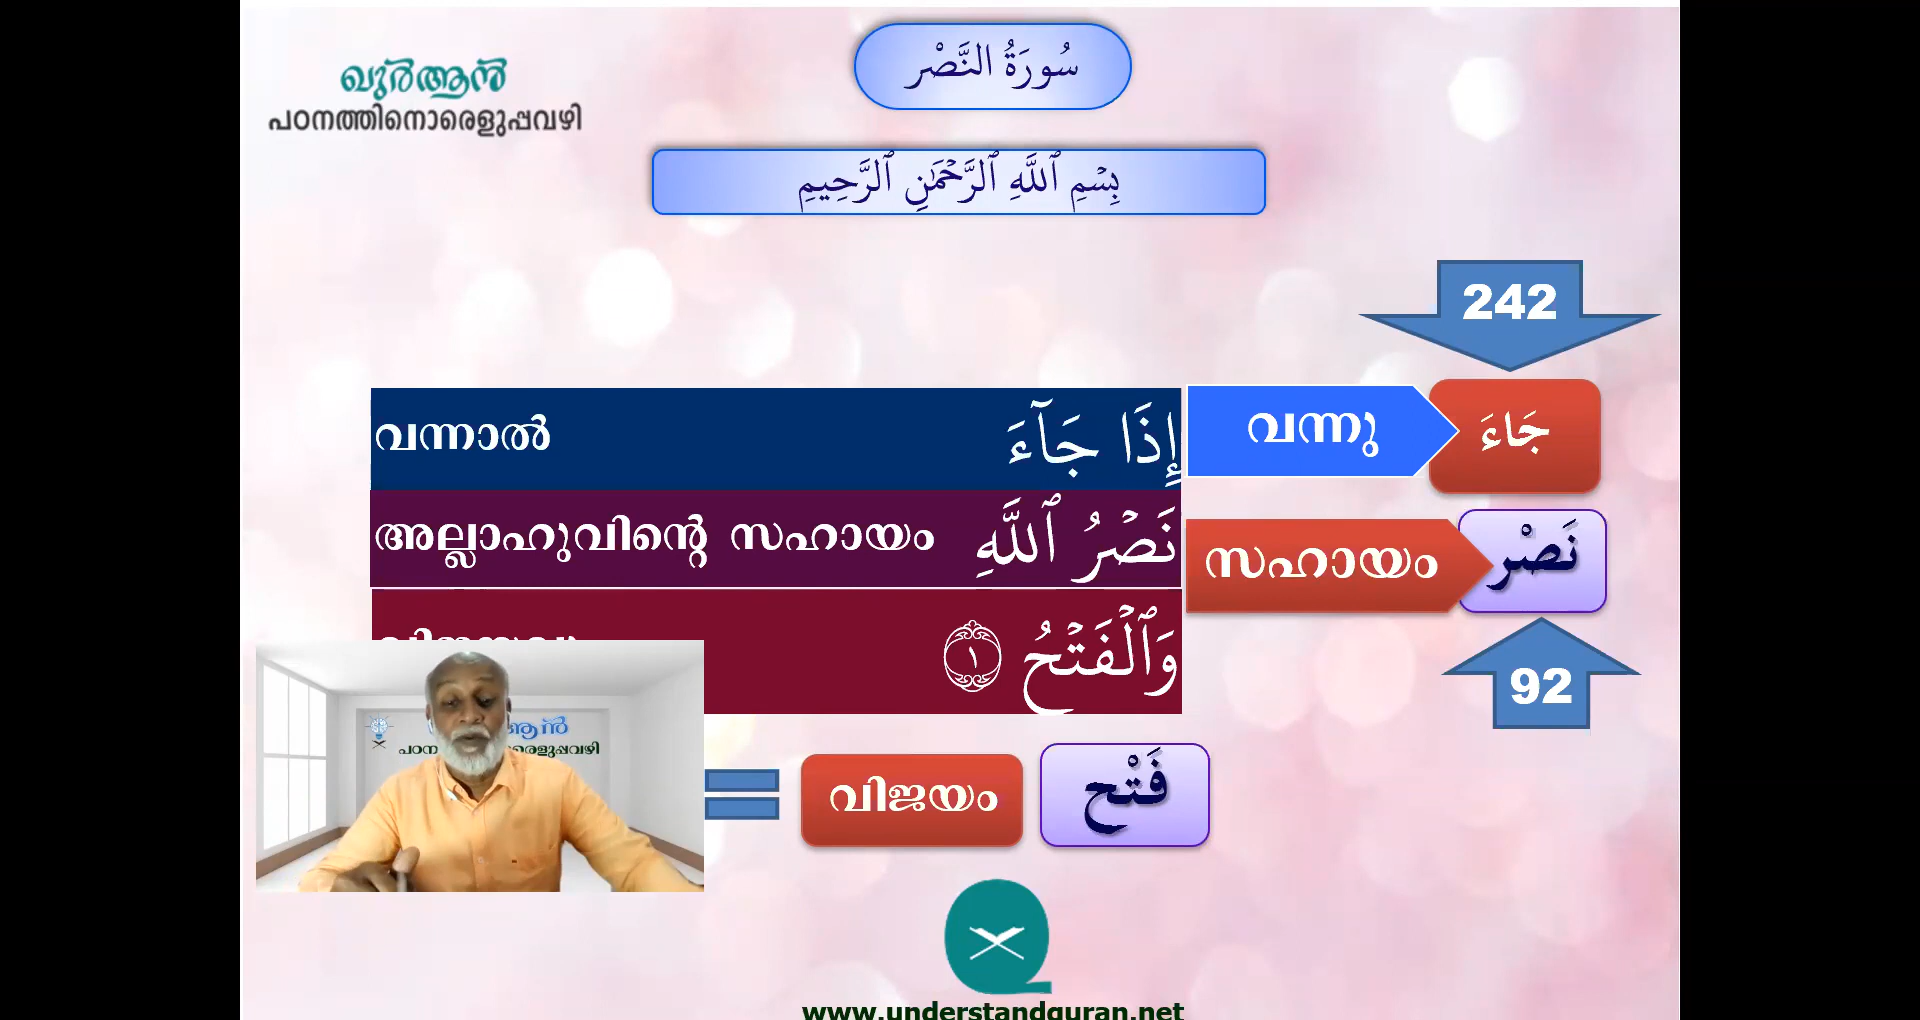 ഖുർആൻ
പഠനത്തിനൊരെളുപ്പവഴി
سُورَةُ النَّصْر
بِسۡمِ ٱللَّهِ ٱلرَّحۡمَٰنِ ٱلرَّحِيمِ
242
വന്നാൽ إِذَا جَآءَ വന്നു جَاءَ
അല്ലാഹുവിന്റെ സഹായം نَصۡرُ ٱللَّهِ സഹായം نَصْر
وَٱلۡفَتۡحُ ١
92
ആൻ
വിജയം فَتْح
www.understandquran.net